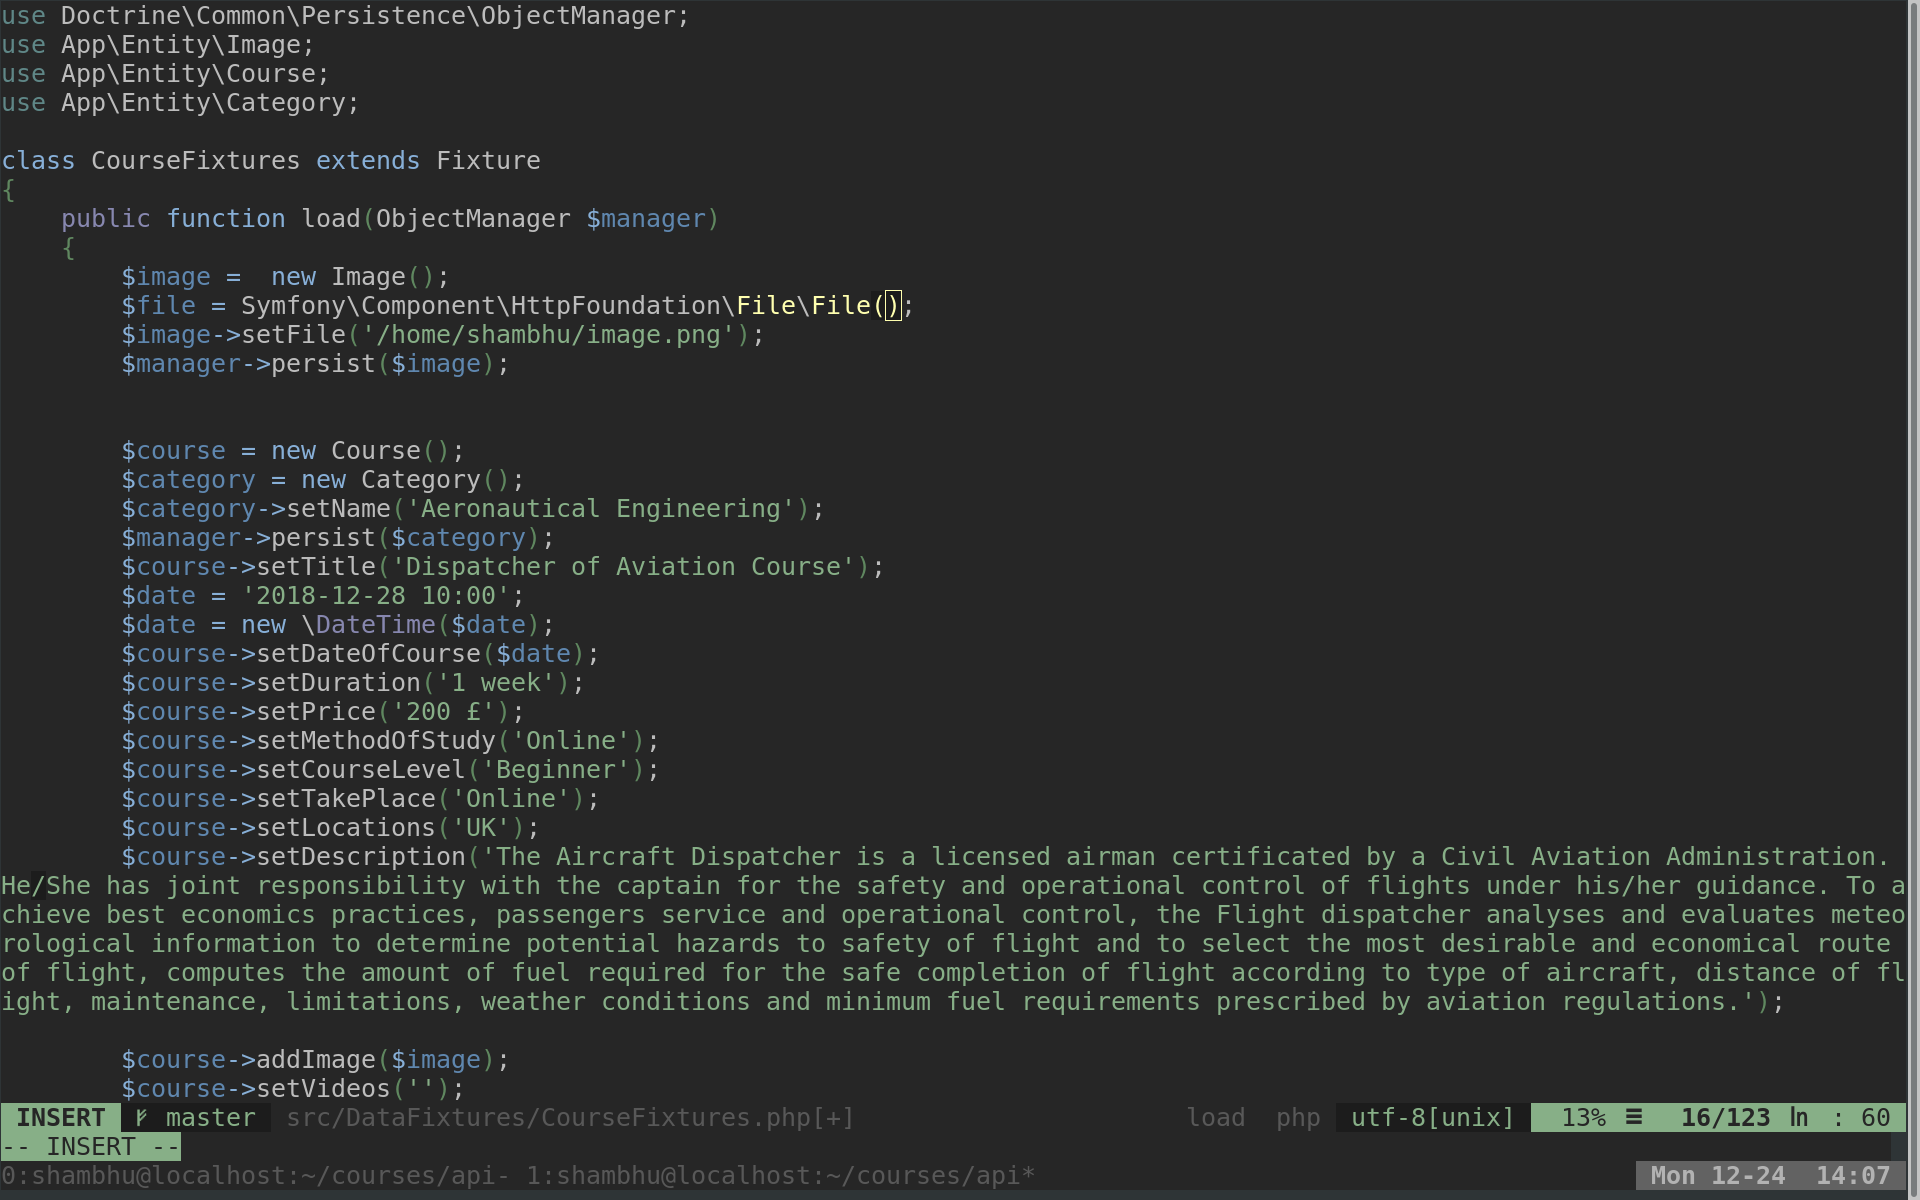 use Doctrine\Common\Persistence\ObjectManager;
use App\Entity\Image;
use App\Entity\Course;
use App\Entity\Category;

class CourseFixtures extends Fixture
{
    public function load(ObjectManager $manager)
    {
        $image =  new Image();
        $file = Symfony\Component\HttpFoundation\File\File();
        $image->setFile('/home/shambhu/image.png');
        $manager->persist($image);


        $course = new Course();
        $category = new Category();
        $category->setName('Aeronautical Engineering');
        $manager->persist($category);
        $course->setTitle('Dispatcher of Aviation Course');
        $date = '2018-12-28 10:00';
        $date = new \DateTime($date);
        $course->setDateOfCourse($date);
        $course->setDuration('1 week');
        $course->setPrice('200 £');
        $course->setMethodOfStudy('Online');
        $course->setCourseLevel('Beginner');
        $course->setTakePlace('Online');
        $course->setLocations('UK');
        $course->setDescription('The Aircraft Dispatcher is a licensed airman certificated by a Civil Aviation Administration.
He/She has joint responsibility with the captain for the safety and operational control of flights under his/her guidance. To a
chieve best economics practices, passengers service and operational control, the Flight dispatcher analyses and evaluates meteo
rological information to determine potential hazards to safety of flight and to select the most desirable and economical route
of flight, computes the amount of fuel required for the safe completion of flight according to type of aircraft, distance of fl
ight, maintenance, limitations, weather conditions and minimum fuel requirements prescribed by aviation regulations.');

        $course->addImage($image);
        $course->setVideos('');
INSERT master src/DataFixtures/CourseFixtures.php[+] load php utf-8[unix] 13% ☰ 16/123 ㏑ : 60
-- INSERT --
0:shambhu@localhost:~/courses/api- 1:shambhu@localhost:~/courses/api* Mon 12-24 14:07